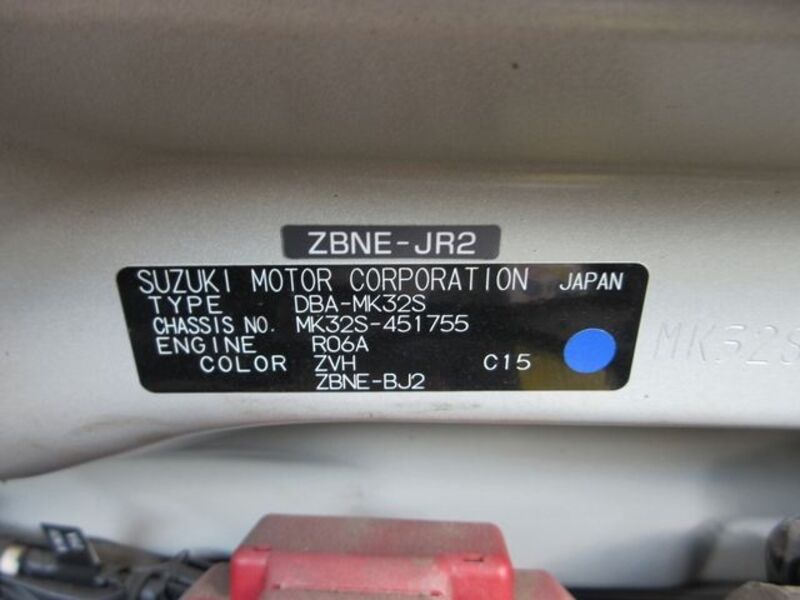 ZBNE-JR2
SUZUKI MOTOR CORPORATION JAPAN
TYPE DBA-MK32S
CHASSIS NO. MK32S-451755
ENGINE R06A
COLOR ZVH C15
ZBNE-BJ2
MK32S